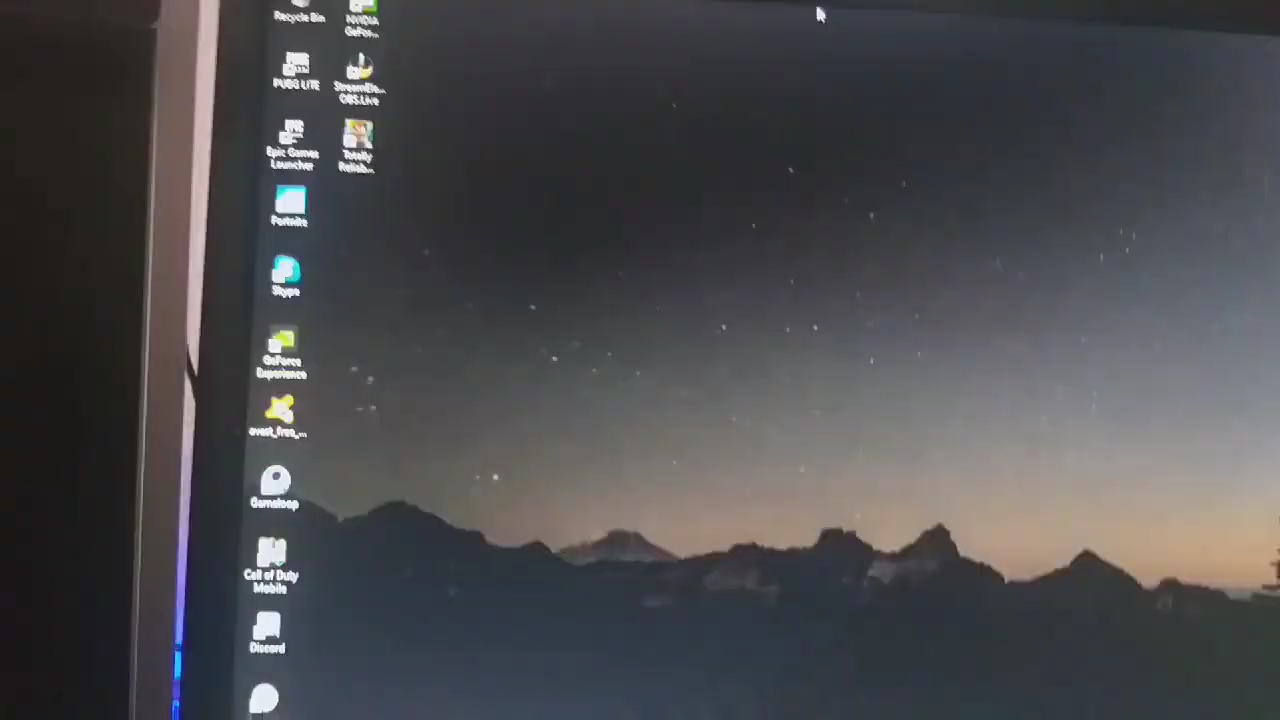 Recycle Bin
NVIDIA
GeFor...
PUBG LITE
StreamEle...
OBS.Live
Epic Games
Launcher
Totally
Reliab...
Fortnite
Skype
GeForce
Experience
avast_free_...
Gameloop
Call of Duty
Mobile
Discord